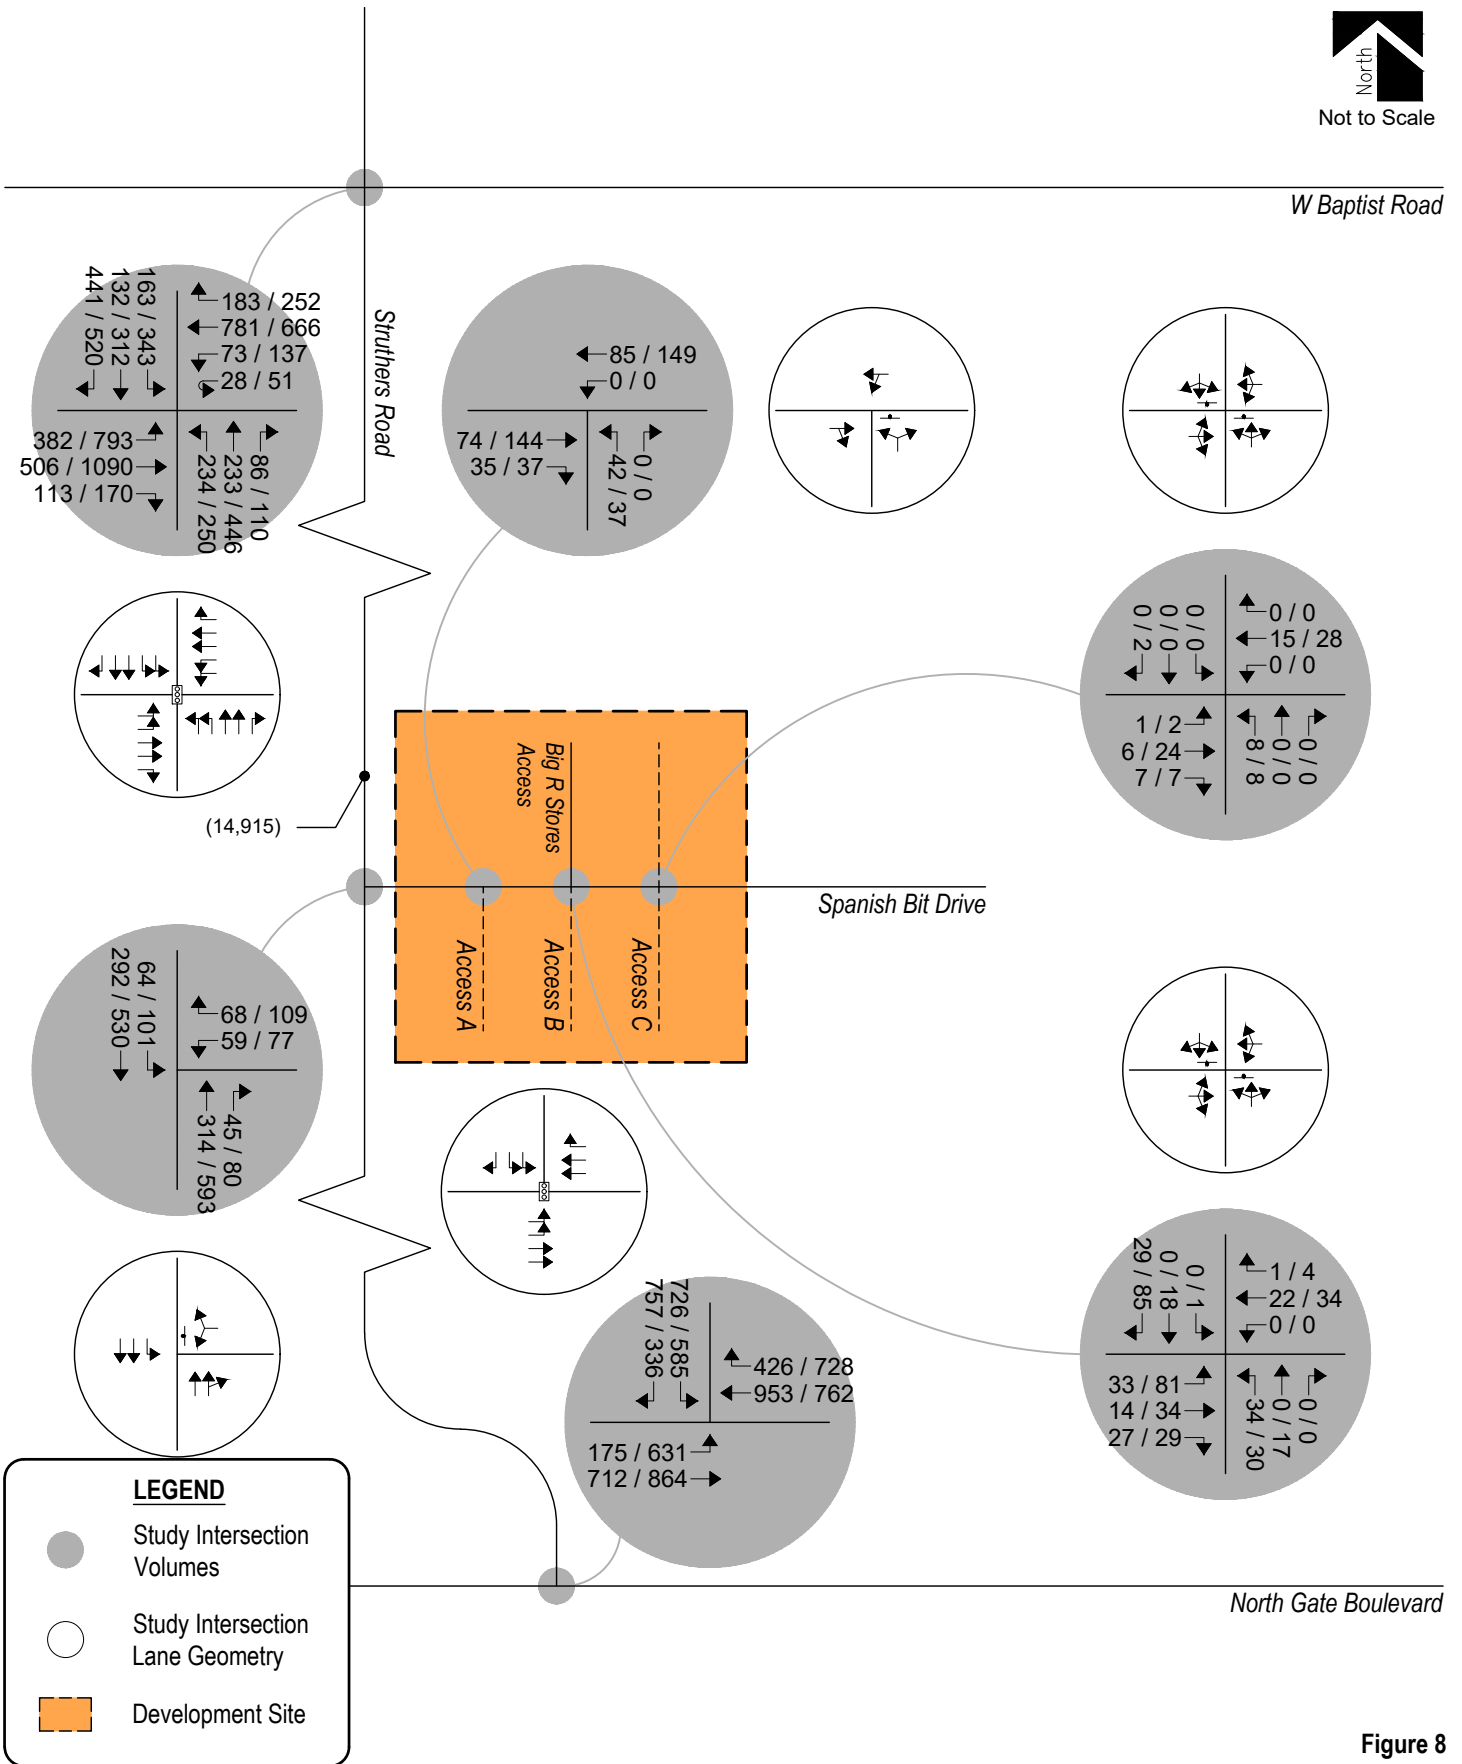 North
Not to Scale
W Baptist Road
Struthers Road
441 / 520
132 / 312
163 / 343
183 / 252
781 / 666
73 / 137
28 / 51
382 / 793
506 / 1090
113 / 170
234 / 250
233 / 446
86 / 110
85 / 149
0 / 0
74 / 144
35 / 37
42 / 37
0 / 0
0 / 2
0 / 0
0 / 0
0 / 0
15 / 28
0 / 0
1 / 2
6 / 24
7 / 7
8 / 8
0 / 0
0 / 0
(14,915)
Big R Stores
Access
Spanish Bit Drive
Access A
Access B
Access C
292 / 530
64 / 101
68 / 109
59 / 77
314 / 593
45 / 80
757 / 336
726 / 585
426 / 728
953 / 762
175 / 631
712 / 864
29 / 85
0 / 18
0 / 1
1 / 4
22 / 34
0 / 0
33 / 81
14 / 34
27 / 29
34 / 30
0 / 17
0 / 0
North Gate Boulevard
LEGEND
Study Intersection
Volumes
Study Intersection
Lane Geometry
Development Site
Figure 8